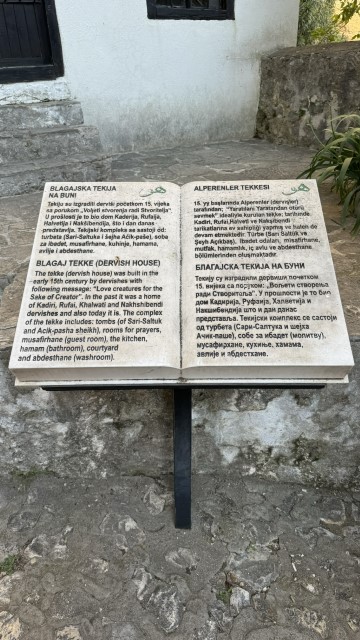 BLAGAJSKA TEKIJA
NA BUNI
Tekiju su izgradili derviši početkom 15. vijeka
sa porukom „Voljeti stvorenja radi Stvoritelja".
U prošlosti je to bio dom Kaderija, Rufaija,
Halvetija i Nakšibendija, što i dan danas
predstavlja. Tekijski kompleks se sastoji od:
turbeta (Sari-Saltuka i šejha Ačik-paše), soba
za ibadet, musafirhane, kuhinje, hamama,
avlije i abdesthane.
BLAGAJ TEKKE (DERVISH HOUSE)
The tekke (dervish house) was built in the
early 15th century by dervishes with
following message: "Love creatures for the
Sake of Creator". In the past it was a home
of Kadiri, Rufai, Khalwati and Nakhshibendi
dervishes and also today it is. The complex
of the tekke includes: tombs (of Sari-Saltuk
and Acik-pasha sheikh), rooms for prayers,
musafirhane (guest room), the kitchen,
hamam (bathroom), courtyard
and abdesthane (washroom).
ALPERENLER TEKKESİ
15. yy başlarında Alperenler (dervişler)
tarafından; "Yaratılanı Yaratandan ötürü
sevmek" idealiyle kurulan tekke; tarihinde
Kadiri, Rufai, Halveti ve Nakşibendi
tarikatlarına ev sahipliği yapmış ve halen de
devam etmektedir. Türbe (Sarı Saltık ve
Şeyh Açıkbaş), ibadet odaları, misafirhane,
mutfak, hamamlık, iç avlu ve abdesthane
bölümlerinden oluşmaktadır.
БЛАГАЈСКА ТЕКИЈА НА БУНИ
Текију су изградили дервиши почетком
15. вијека са поруком: „Вољети створења
ради Створитоља". У прошлости је то био
дом Кадирија, Руфаија, Халветија и
Накшибендија што и дан данас
представља. Текијски комплекс се састоји
од турбета (Сари-Салтука и шејха
Ачик-паше), собе за ибадет (молитву),
мусафирхане, кухиње, хамама,
авлије и абдестхане.